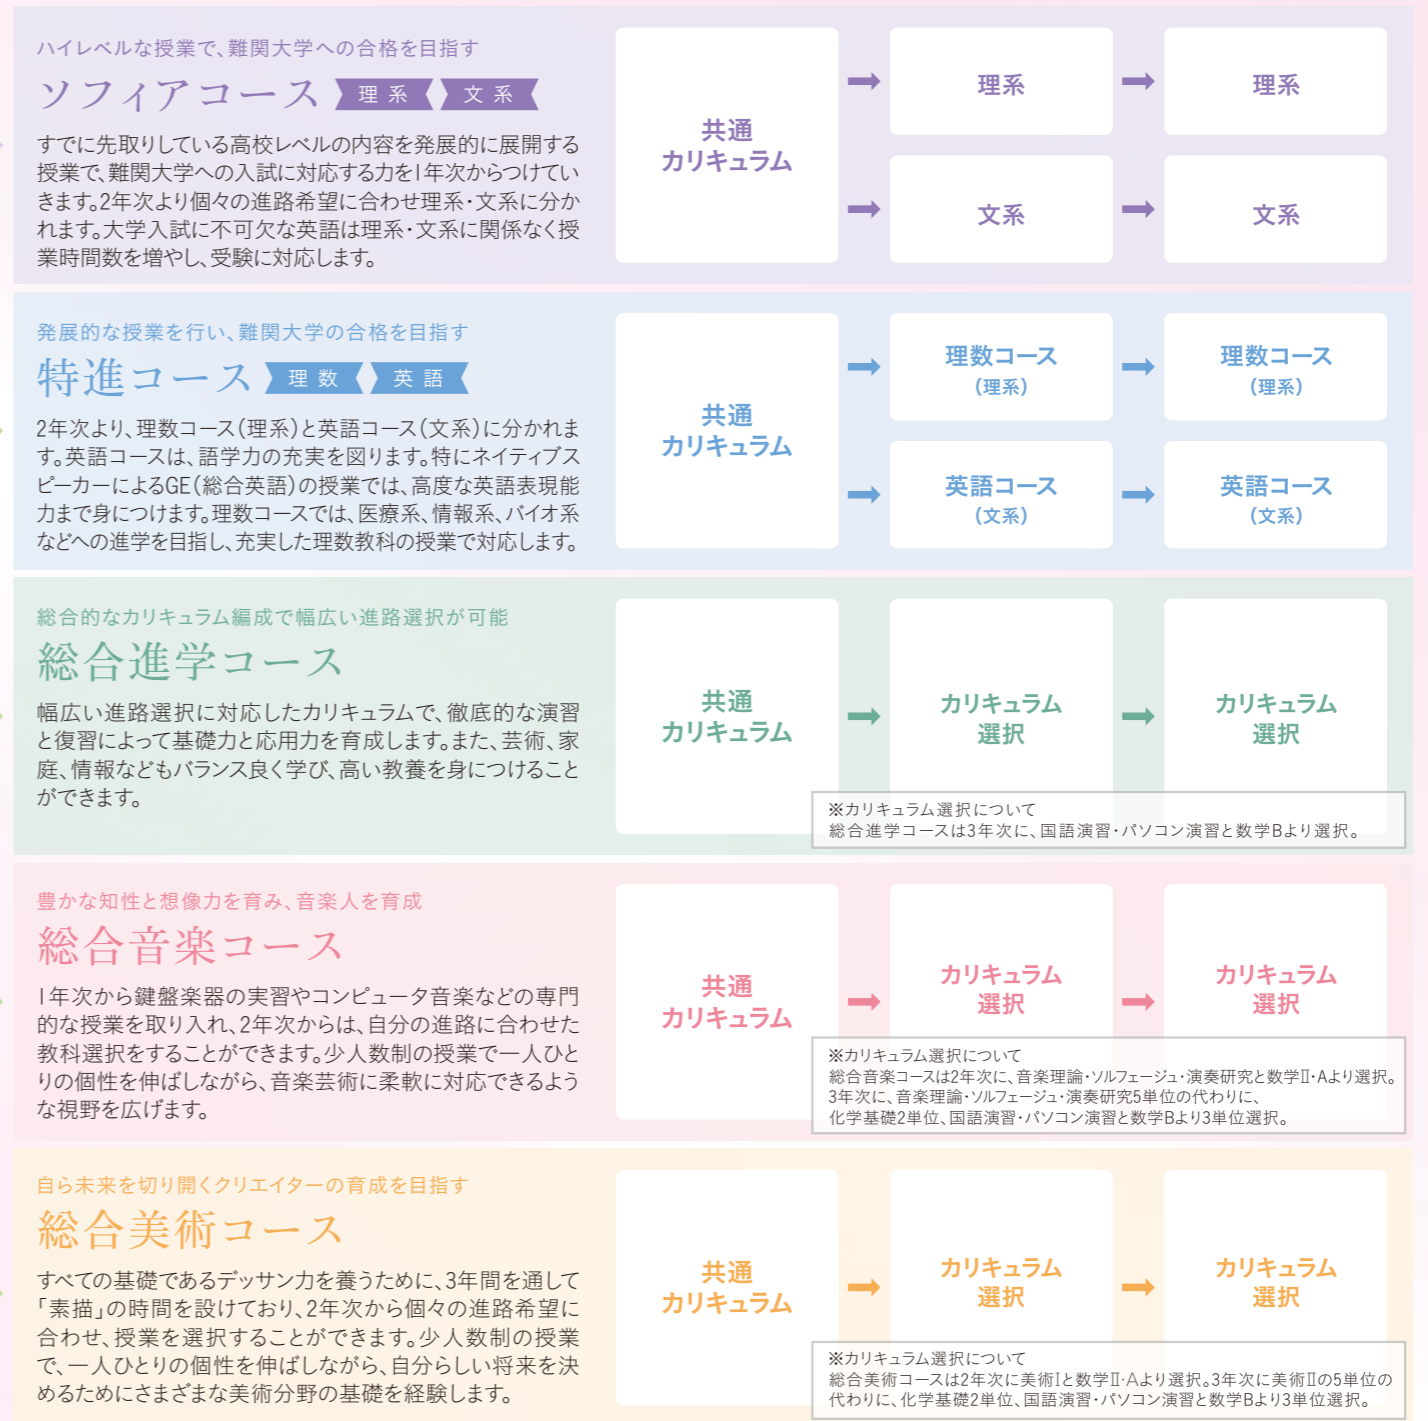 ハイレベルな授業で、難関大学への合格を目指す
ソフィアコース 理系 文系
すでに先取りしている高校レベルの内容を発展的に展開する
授業で、難関大学への入試に対応する力を1年次からつけてい
きます。2年次より個々の進路希望に合わせ理系・文系に分か
れます。大学入試に不可欠な英語は理系・文系に関係なく授
業時間数を増やし、受験に対応します。
共通
カリキュラム
理系
理系
文系
文系
発展的な授業を行い、難関大学の合格を目指す
特進コース 理数 英語
2年次より、理数コース(理系)と英語コース(文系)に分かれま
す。英語コースは、語学力の充実を図ります。特にネイティブス
ピーカーによるGE(総合英語)の授業では、高度な英語表現能
力まで身につけます。理数コースでは、医療系、情報系、バイオ系
などへの進学を目指し、充実した理数教科の授業で対応します。
共通
カリキュラム
理数コース
(理系)
理数コース
(理系)
英語コース
(文系)
英語コース
(文系)
総合的なカリキュラム編成で幅広い進路選択が可能
総合進学コース
幅広い進路選択に対応したカリキュラムで、徹底的な演習
と復習によって基礎力と応用力を育成します。また、芸術、家
庭、情報などもバランス良く学び、高い教養を身につけること
ができます。
共通
カリキュラム
カリキュラム
選択
カリキュラム
選択
※カリキュラム選択について
総合進学コースは3年次に、国語演習・パソコン演習と数学Bより選択。
豊かな知性と想像力を育み、音楽人を育成
総合音楽コース
1年次から鍵盤楽器の実習やコンピュータ音楽などの専門
的な授業を取り入れ、2年次からは、自分の進路に合わせた
教科選択をすることができます。少人数制の授業で一人ひと
りの個性を伸ばしながら、音楽芸術に柔軟に対応できるよう
な視野を広げます。
共通
カリキュラム
カリキュラム
選択
カリキュラム
選択
※カリキュラム選択について
総合音楽コースは2年次に、音楽理論・ソルフェージュ・演奏研究と数学Ⅱ・Aより選択。
3年次に、音楽理論・ソルフェージュ・演奏研究5単位の代わりに、
化学基礎2単位、国語演習・パソコン演習と数学Bより3単位選択。
自ら未来を切り開くクリエイターの育成を目指す
総合美術コース
すべての基礎であるデッサン力を養うために、3年間を通して
「素描」の時間を設けており、2年次から個々の進路希望に
合わせ、授業を選択することができます。少人数制の授業
で、一人ひとりの個性を伸ばしながら、自分らしい将来を決
めるためにさまざまな美術分野の基礎を経験します。
共通
カリキュラム
カリキュラム
選択
カリキュラム
選択
※カリキュラム選択について
総合美術コースは2年次に美術Ⅰと数学Ⅱ・Aより選択。3年次に美術Ⅱの5単位の
代わりに、化学基礎2単位、国語演習・パソコン演習と数学Bより3単位選択。